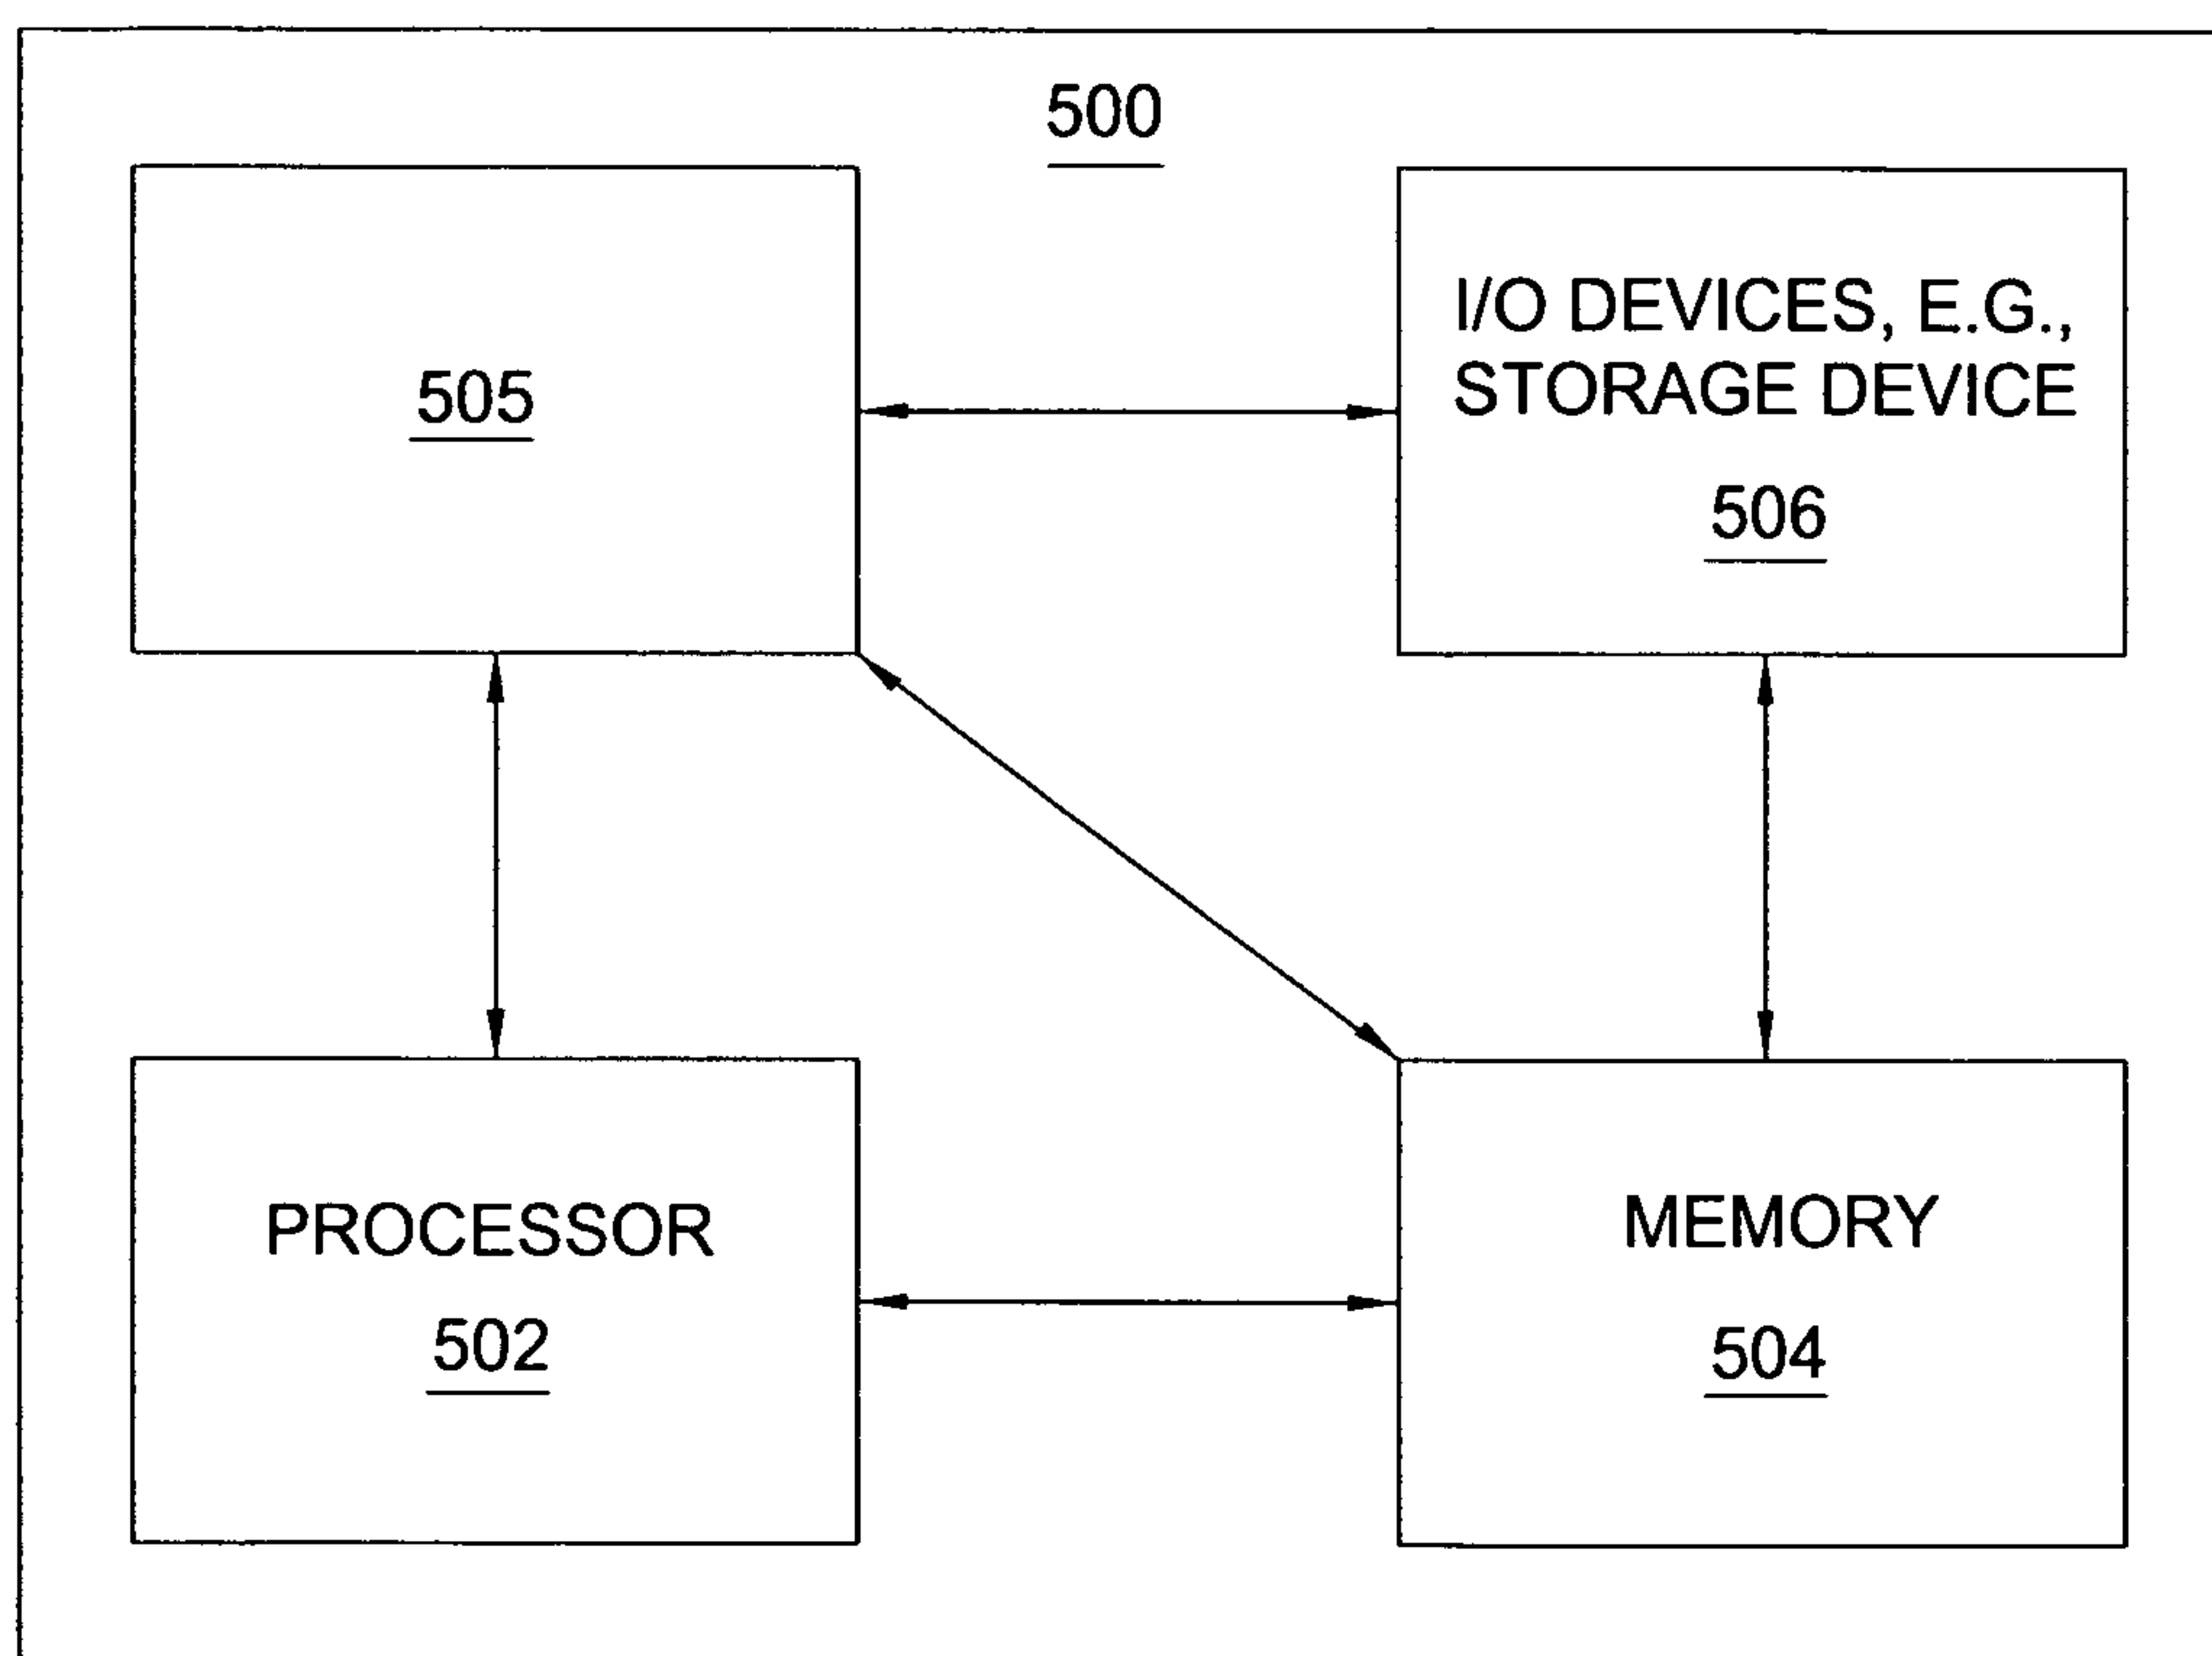 500
505
I/O DEVICES, E.G.,
STORAGE DEVICE
506
PROCESSOR
502
MEMORY
504